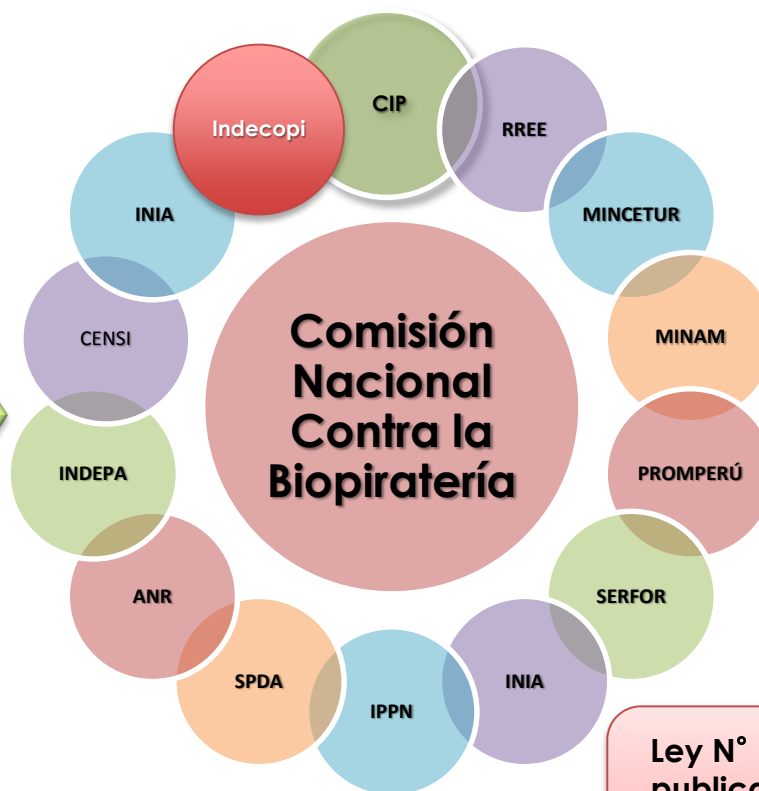 CIP
Indecopi
RREE
INIA
MINCETUR
CENSI
MINAM
Comisión
Nacional
Contra la
Biopiratería
INDEPA
PROMPERÚ
ANR
SERFOR
SPDA
INIA
IPPN
Ley N°